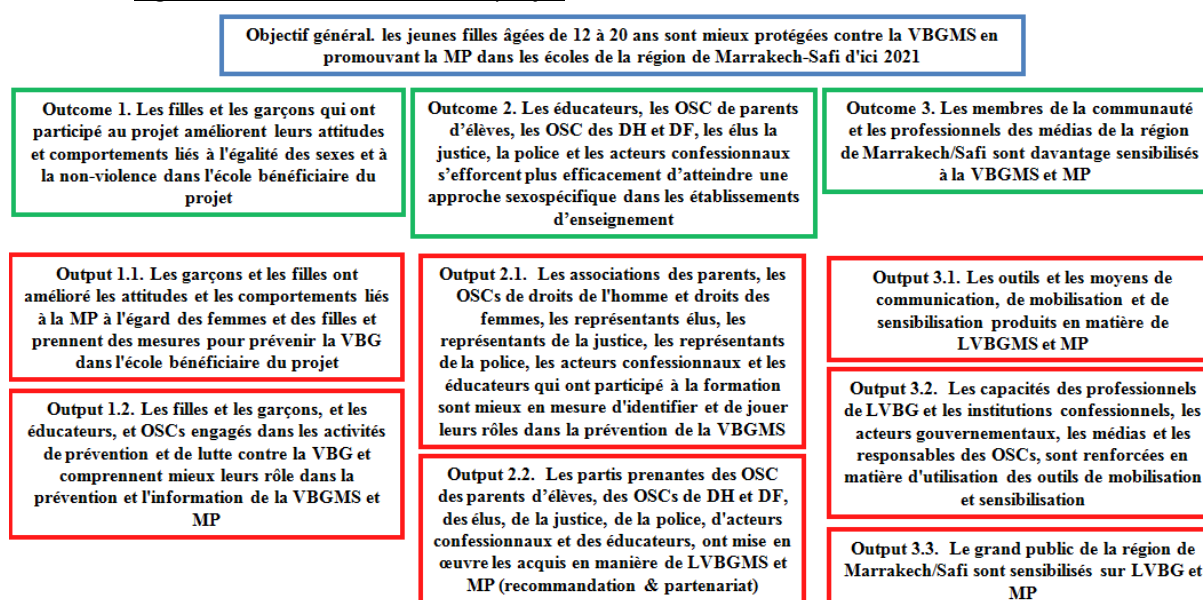 Objectif général. les jeunes filles âgées de 12 à 20 ans sont mieux protégées contre la VBGMS en
promouvant la MP dans les écoles de la région de Marrakech-Safi d'ici 2021
Outcome 1. Les filles et les garçons qui ont
participé au projet améliorent leurs attitudes
et comportements liés à l'égalité des sexes et à
la non-violence dans l'école bénéficiaire du
projet
Outcome 2. Les éducateurs, les OSC de parents
d'élèves, les OSC des DH et DF, les élus la
justice, la police et les acteurs confessionnaux
s'efforcent plus efficacement d'atteindre une
approche sexospécifique dans les établissements
d'enseignement
Outcome 3. Les membres de la communauté
et les professionnels des médias de la région
de Marrakech/Safi sont davantage sensibilisés
à la VBGMS et MP
Output 1.1. Les garçons et les filles ont
amélioré les attitudes et les comportements liés
à la MP à l'égard des femmes et des filles et
prennent des mesures pour prévenir la VBG
dans l'école bénéficiaire du projet
Output 1.2. Les filles et les garçons, et les
éducateurs, et OSCs engagés dans les activités
de prévention et de lutte contre la VBG et
comprennent mieux leurs rôle dans la
prévention et l'information de la VBGMS et
MP
Output 2.1. Les associations des parents, les
OSCs de droits de l'homme et droits des
femmes, les représentants élus, les
représentants de la justice, les représentants
de la police, les acteurs confessionnaux et les
éducateurs qui ont participé à la formation
sont mieux en mesure d'identifier et de jouer
leurs rôles dans la prévention de la VBGMS
Output 2.2. Les partis prenantes des OSC
des parents d'élèves, des OSCs de DH et DF,
des élus, de la justice, de la police, d'acteurs
confessionnaux et des éducateurs, ont mise en
œuvre les acquis en manière de LVBGMS et
MP (recommandation & partenariat)
Output 3.1. Les outils et les moyens de
communication, de mobilisation et de
sensibilisation produits en matière de
LVBGMS et MP
Output 3.2. Les capacités des professionnels
de LVBG et les institutions confessionnels, les
acteurs gouvernementaux, les médias et les
responsables des OSCs, sont renforcées en
matière d'utilisation des outils de mobilisation
et sensibilisation
Output 3.3. Le grand public de la région de
Marrakech/Safi sont sensibilisés sur LVBG et
MP